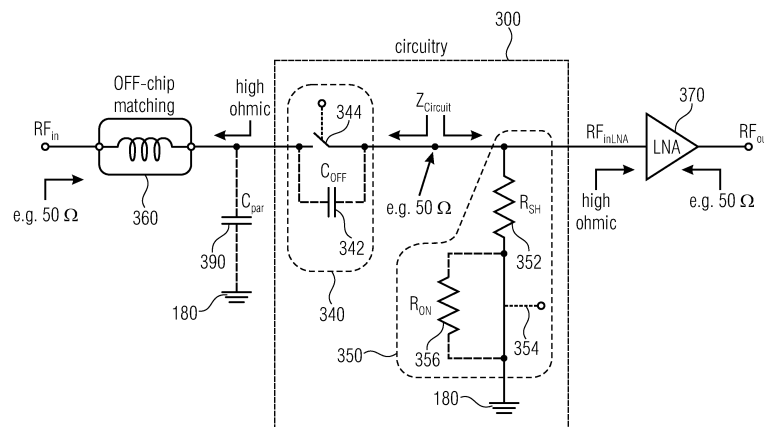 300
circuitry
OFF-chip
matching
high
ohmic
344
Z_Circuit
370
RF_in
RF_inLNA
LNA
RF_ou
e.g. 50 Ω
360
C_par
390
C_OFF
342
e.g. 50 Ω
R_SH
352
high
ohmic
e.g. 50 Ω
180
340
R_ON
350
356
354
180